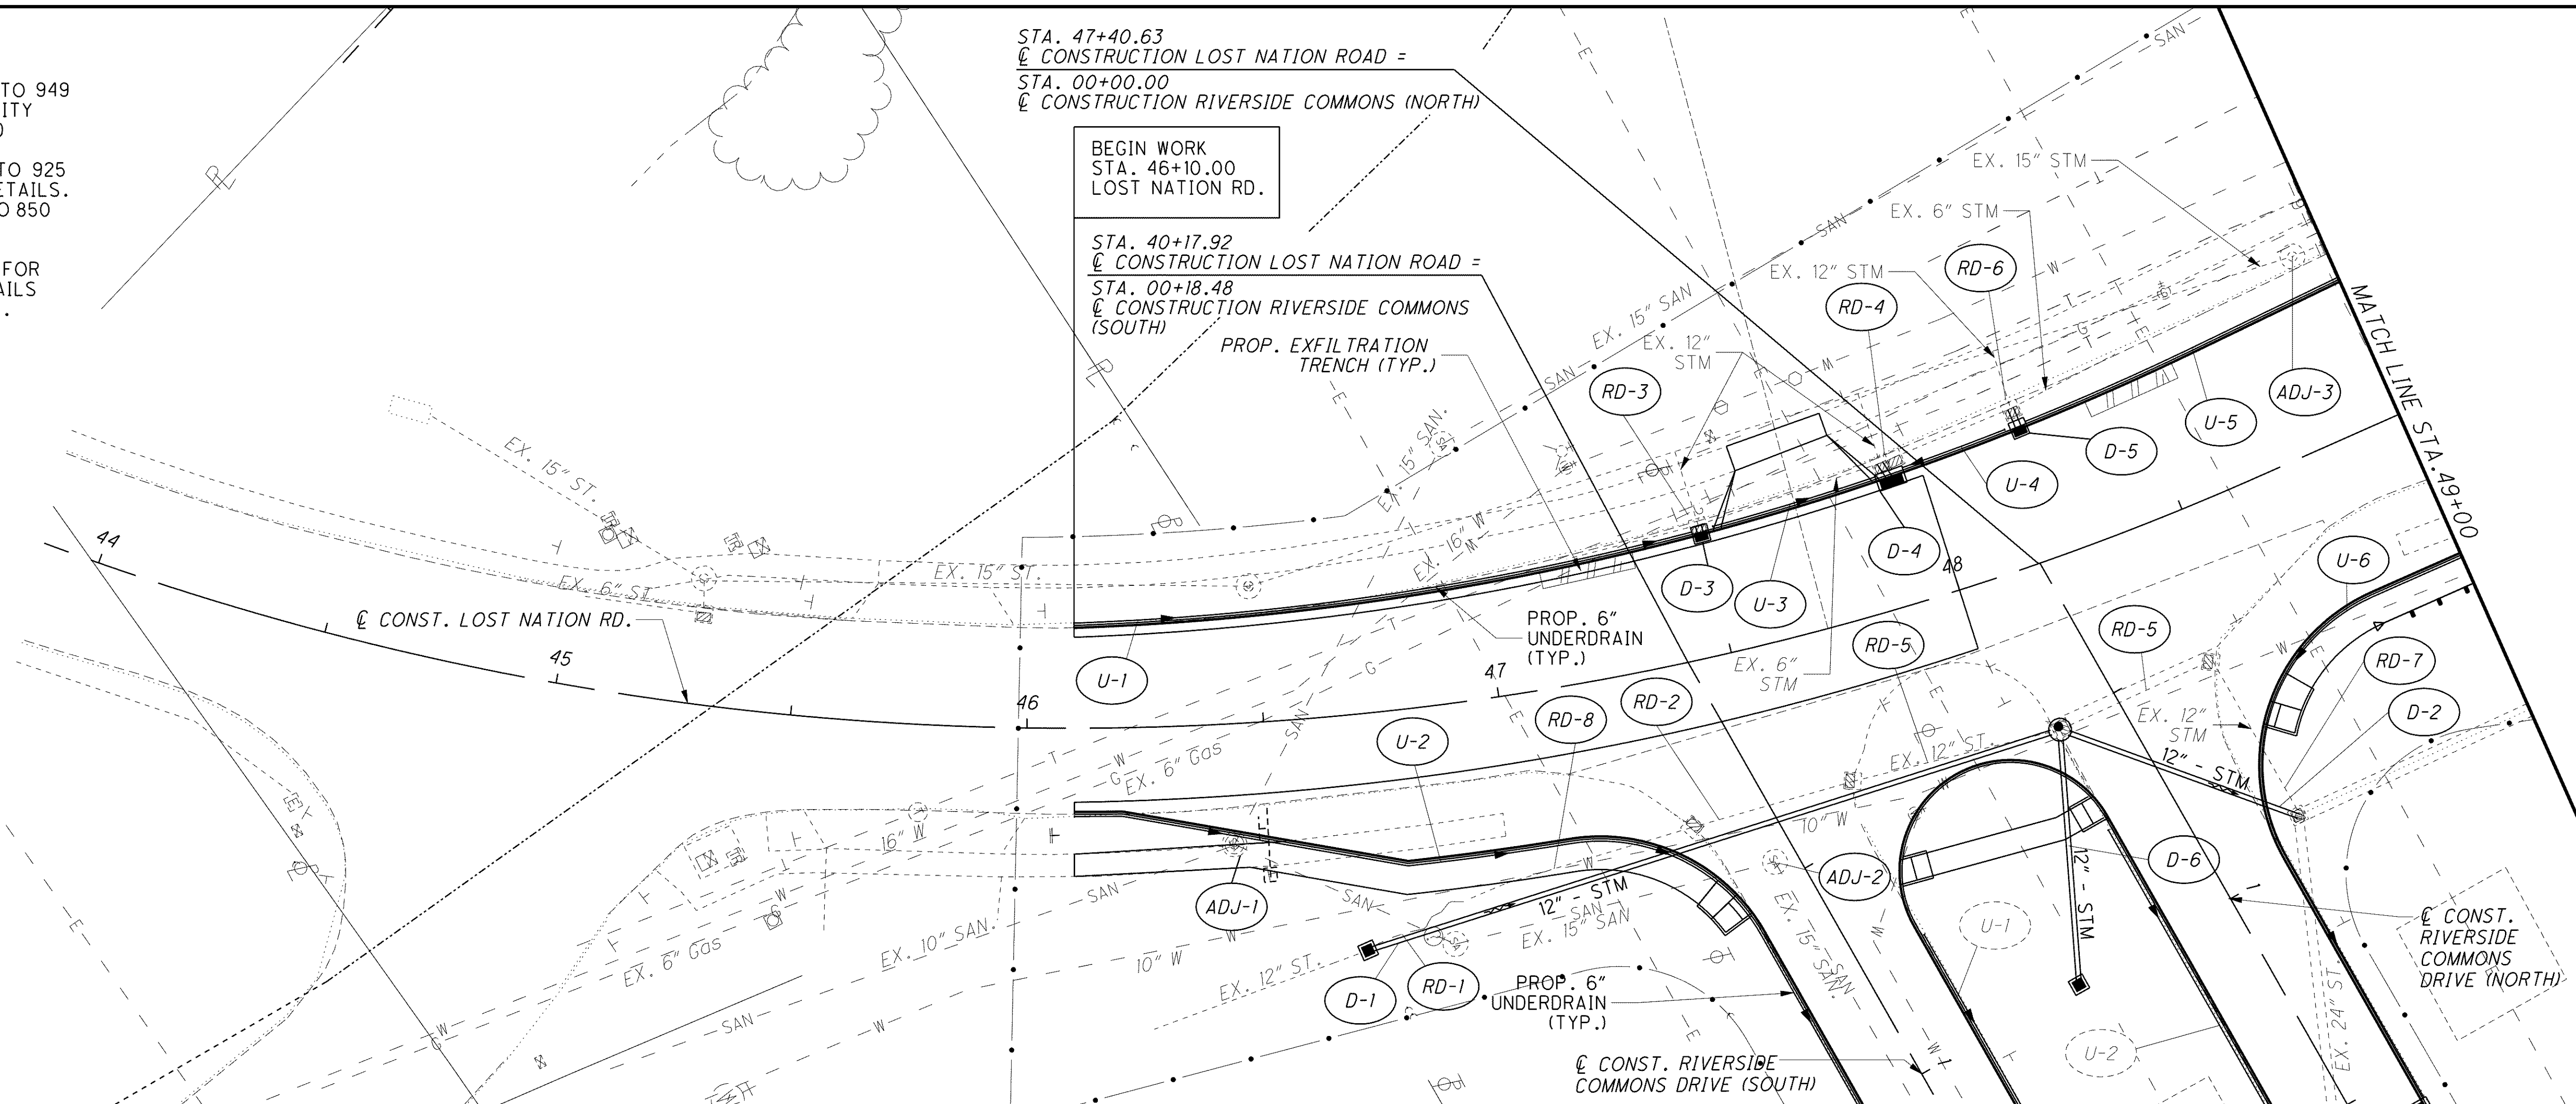 TO 949
ITY
TO 925
ETAILS.
O 850
FOR
AILS
STA. 47+40.63
℄ CONSTRUCTION LOST NATION ROAD =
STA. 00+00.00
℄ CONSTRUCTION RIVERSIDE COMMONS (NORTH)
BEGIN WORK
STA. 46+10.00
LOST NATION RD.
STA. 40+17.92
℄ CONSTRUCTION LOST NATION ROAD =
STA. 00+18.48
℄ CONSTRUCTION RIVERSIDE COMMONS
(SOUTH)
PROP. EXFILTRATION
TRENCH (TYP.)
SAN
EX. 15" STM
EX. 6" STM
SAN
RD-6
EX. 12" STM
RD-4
EX. 15" SAN
EX. 12"
STM
SAN
RD-3
ADJ-3
MATCH LINE STA. 49+00
U-5
D-5
U-4
EX. 15" SAN.
EX. 15" ST.
EX. 16" W
D-4
48
U-6
44
EX. 15" ST.
EX. 6" ST.
℄ CONST. LOST NATION RD.
D-3
U-3
PROP. 6"
UNDERDRAIN
(TYP.)
RD-5
RD-5
RD-7
EX. 6"
STM
45
U-1
47
46
RD-2
RD-8
U-2
SAN
EX. 12"
STM
D-2
EX. 6" Gas
EX. 12" ST.
12" - STM
16" W
10" W
D-6
12" - STM
ADJ-2
ADJ-1
SAN
SAN
12" - STM
SAN
EX. 15" SAN
EX. 15" SAN.
SAN
U-1
1
℄ CONST.
RIVERSIDE
COMMONS
DRIVE (NORTH)
EX. 10" SAN.
EX. 6" Gas
10" W
EX. 12" ST.
D-1
RD-1
PROP. 6"
UNDERDRAIN
(TYP.)
SAN
U-2
EX. 24" ST.
℄ CONST. RIVERSIDE
COMMONS DRIVE (SOUTH)